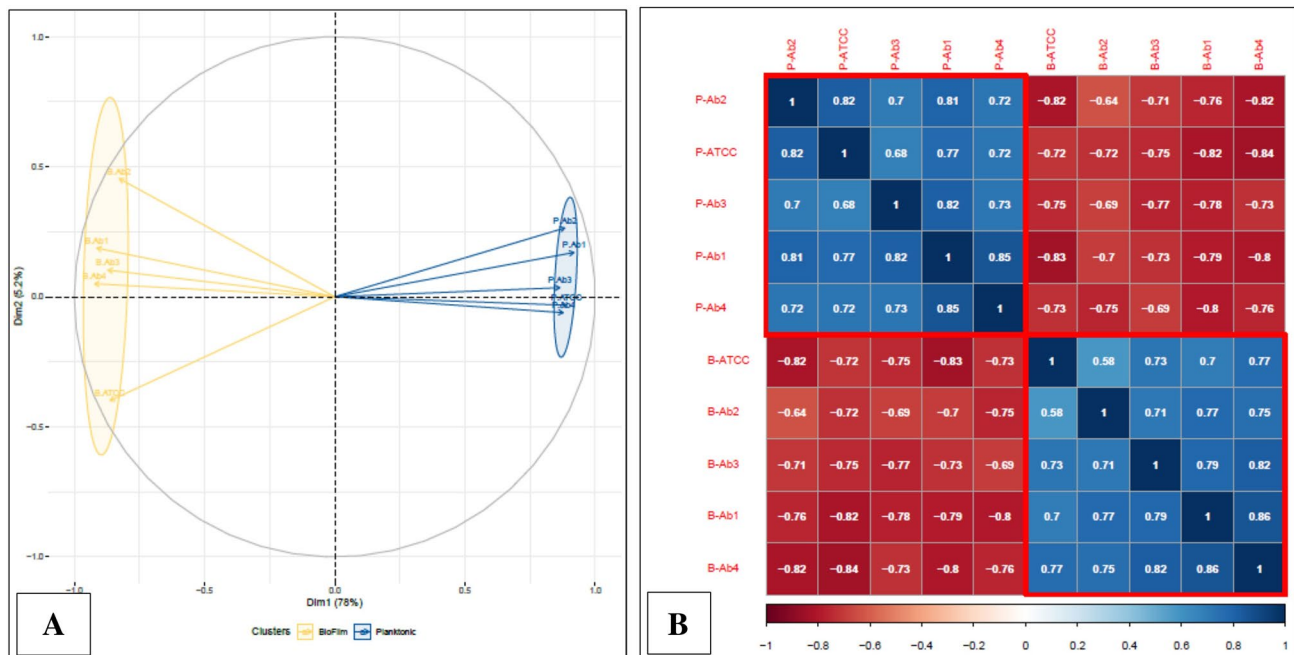 1.0
0.5
0.0
−0.5
−1.0
Dim2 (5.2%)
B.Ab2
B.Ab1
B.Ab3
B.Ab4
B.ATCC
P.Ab2
P.Ab1
P.Ab3
P.ATCC
P.Ab4
-1.0 -0.5 0.0 0.5 1.0
Dim1 (78%)
Clusters BioFilm Planktonic
A
P-Ab2 P-ATCC P-Ab3 P-Ab1 P-Ab4 B-ATCC B-Ab2 B-Ab3 B-Ab1 B-Ab4
P-Ab2 1 0.82 0.7 0.81 0.72 −0.82 −0.64 −0.71 −0.76 −0.82
P-ATCC 0.82 1 0.68 0.77 0.72 −0.72 −0.72 −0.75 −0.82 −0.84
P-Ab3 0.7 0.68 1 0.82 0.73 −0.75 −0.69 −0.77 −0.78 −0.73
P-Ab1 0.81 0.77 0.82 1 0.85 −0.83 −0.7 −0.73 −0.79 −0.8
P-Ab4 0.72 0.72 0.73 0.85 1 −0.73 −0.75 −0.69 −0.8 −0.76
B-ATCC −0.82 −0.72 −0.75 −0.83 −0.73 1 0.58 0.73 0.7 0.77
B-Ab2 −0.64 −0.72 −0.69 −0.7 −0.75 0.58 1 0.71 0.77 0.75
B-Ab3 −0.71 −0.75 −0.77 −0.73 −0.69 0.73 0.71 1 0.79 0.82
B-Ab1 −0.76 −0.82 −0.78 −0.79 −0.8 0.7 0.77 0.79 1 0.86
B-Ab4 −0.82 −0.84 −0.73 −0.8 −0.76 0.77 0.75 0.82 0.86 1
−1 −0.8 −0.6 −0.4 −0.2 0 0.2 0.4 0.6 0.8 1
B